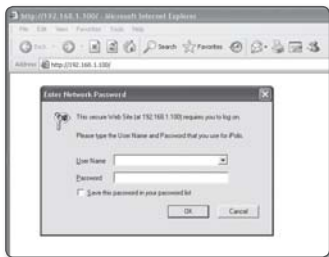 http://192.168.1.100/ - Microsoft Internet Explorer
File Edit View Favorites Tools Help
Back Search Favorites
Address http://192.168.1.100/
Enter Network Password
This secure Web Site (at 192.168.1.100) requires you to log on.
Please type the User Name and Password that you use for iPolis.
User Name
Password
Save this password in your password list
OK Cancel